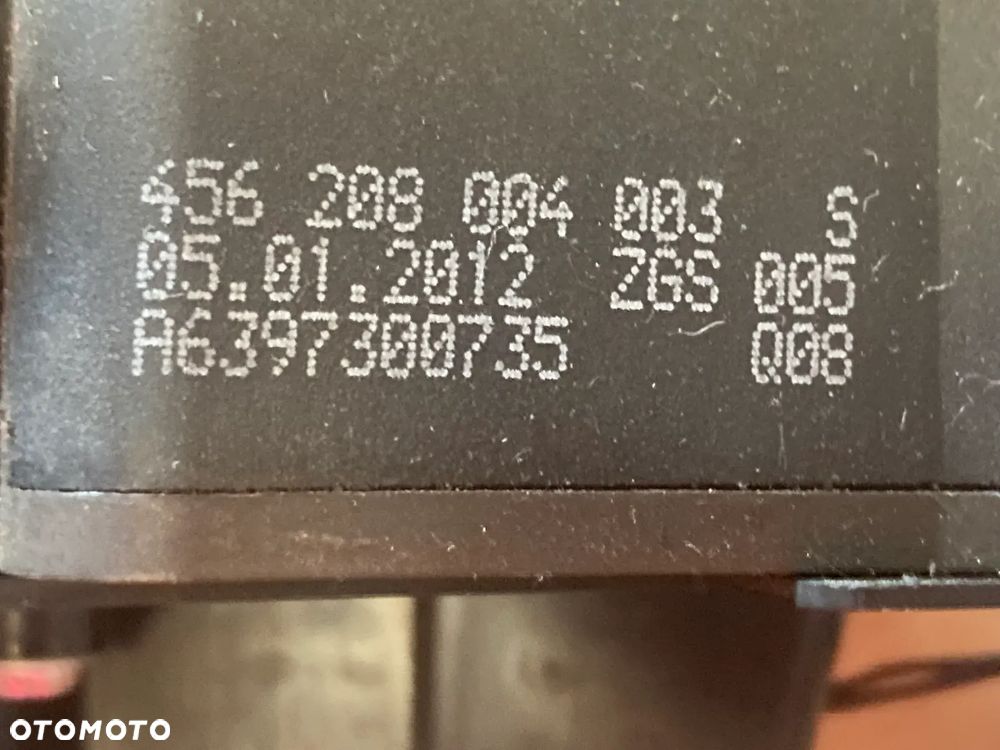 456 208 004 003 S
05.01.2012 ZGS 005
A6397300735 Q08
OTOMOTO